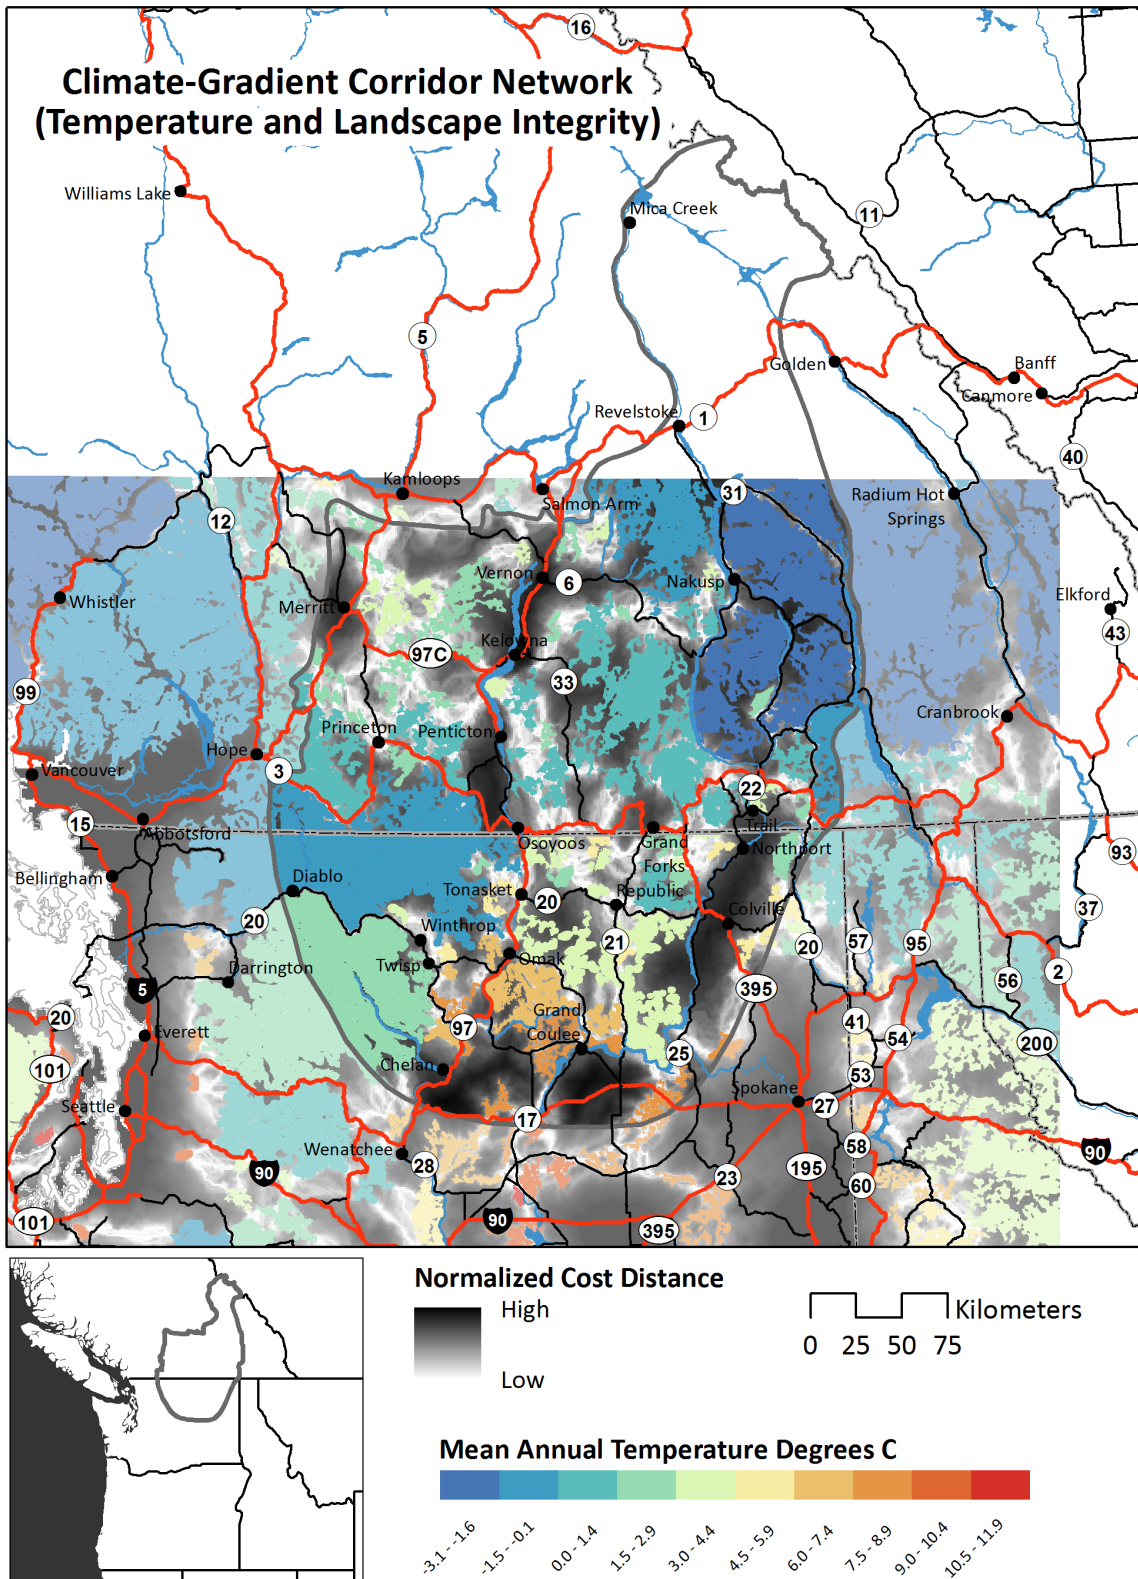 16
Climate-Gradient Corridor Network
(Temperature and Landscape Integrity)
Williams Lake
Mica Creek
11
5
Golden
Banff
Canmore
Revelstoke
1
40
Kamloops
Salmon Arm
31
Radium Hot
Springs
12
Vernon
6
Nakusp
Whistler
Merritt
Elkford
43
Kelowna
97C
33
99
Princeton
Penticton
Cranbrook
Hope
3
Vancouver
22
15
Abbotsford
Osoyoos
Grand
Forks
Trail
Northport
93
Bellingham
Diablo
Tonasket
20
Republic
Colville
37
20
Winthrop
21
20
57
95
Twisp
Omak
Darrington
5
395
56
2
20
Everett
97
Grand
Coulee
41
54
200
101
Chelan
25
53
Seattle
Spokane
27
17
Wenatchee
28
90
58
90
23
195
60
101
90
395
Normalized Cost Distance
High
Low
Kilometers
0 25 50 75
Mean Annual Temperature Degrees C
-3.1 - -1.6
-1.5 - -0.1
0.0 - 1.4
1.5 - 2.9
3.0 - 4.4
4.5 - 5.9
6.0 - 7.4
7.5 - 8.9
9.0 - 10.4
10.5 - 11.9